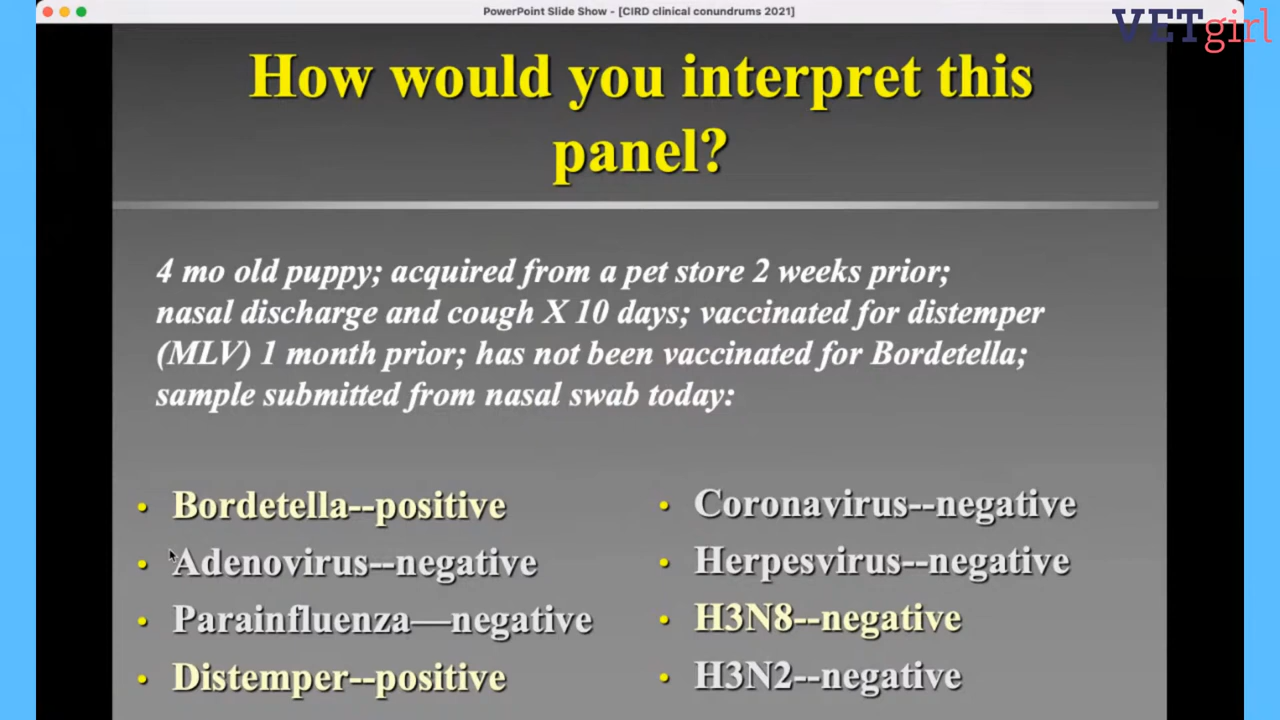 PowerPoint Slide Show - [CIRD clinical conundrums 2021]
VETgirl
How would you interpret this
panel?
4 mo old puppy; acquired from a pet store 2 weeks prior;
nasal discharge and cough X 10 days; vaccinated for distemper
(MLV) 1 month prior; has not been vaccinated for Bordetella;
sample submitted from nasal swab today:
• Bordetella--positive
• Adenovirus--negative
• Parainfluenza—negative
• Distemper--positive
• Coronavirus--negative
• Herpesvirus--negative
• H3N8--negative
• H3N2--negative